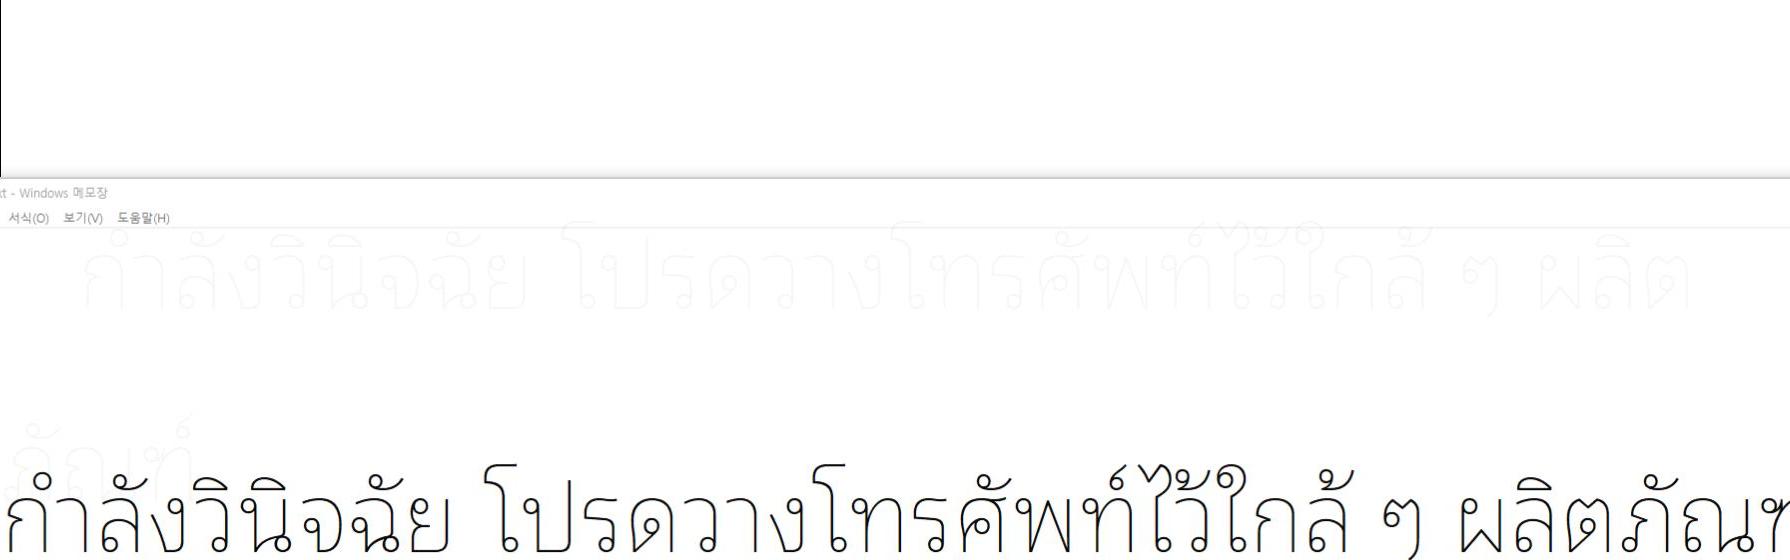 xt - Windows 메모장
서식(O) 보기(V) 도움말(H)
กำลังวินิจฉัย โปรดวางโทรศัพท์ไว้ใกล้ ๆ ผลิต
ภัณฑ์
กำลังวินิจฉัย โปรดวางโทรศัพท์ไว้ใกล้ ๆ ผลิตภัณฑ